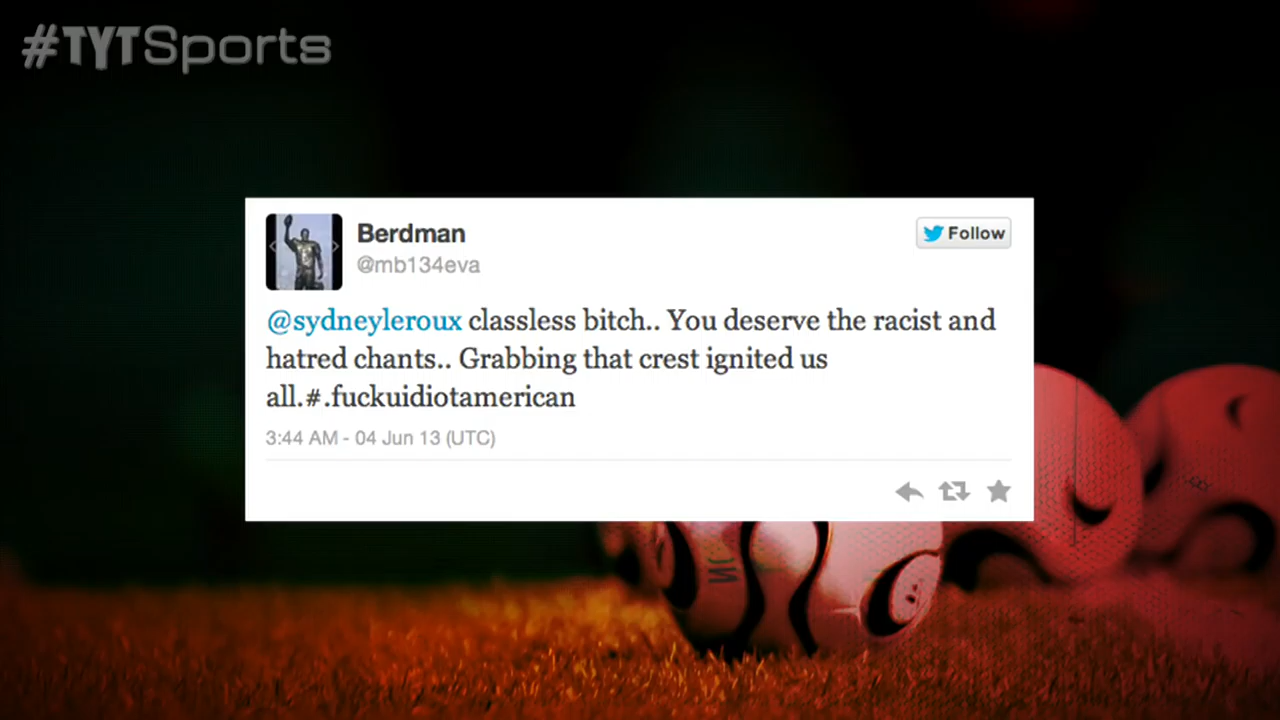 #TYTSports
Berdman
Follow
@mb134eva
@sydneyleroux classless bitch.. You deserve the racist and
hatred chants.. Grabbing that crest ignited us
all.#.fuckuidiotamerican
3:44 AM - 04 Jun 13 (UTC)